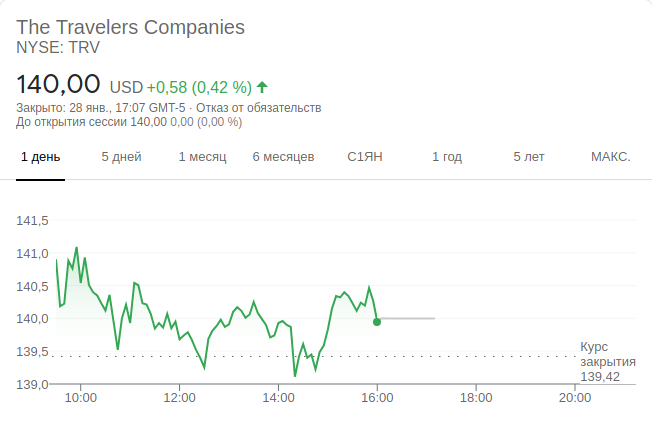 The Travelers Companies
NYSE: TRV
140,00 USD +0,58 (0,42 %)
Закрыто: 28 янв., 17:07 GMT-5 · Отказ от обязательств
До открытия сессии 140,00 0,00 (0,00 %)
1 день 5 дней 1 месяц 6 месяцев С1ЯН 1 год 5 лет МАКС.
141,5
141,0
140,5
140,0
139,5
139,0
Курс
закрытия
139,42
10:00 12:00 14:00 16:00 18:00 20:00